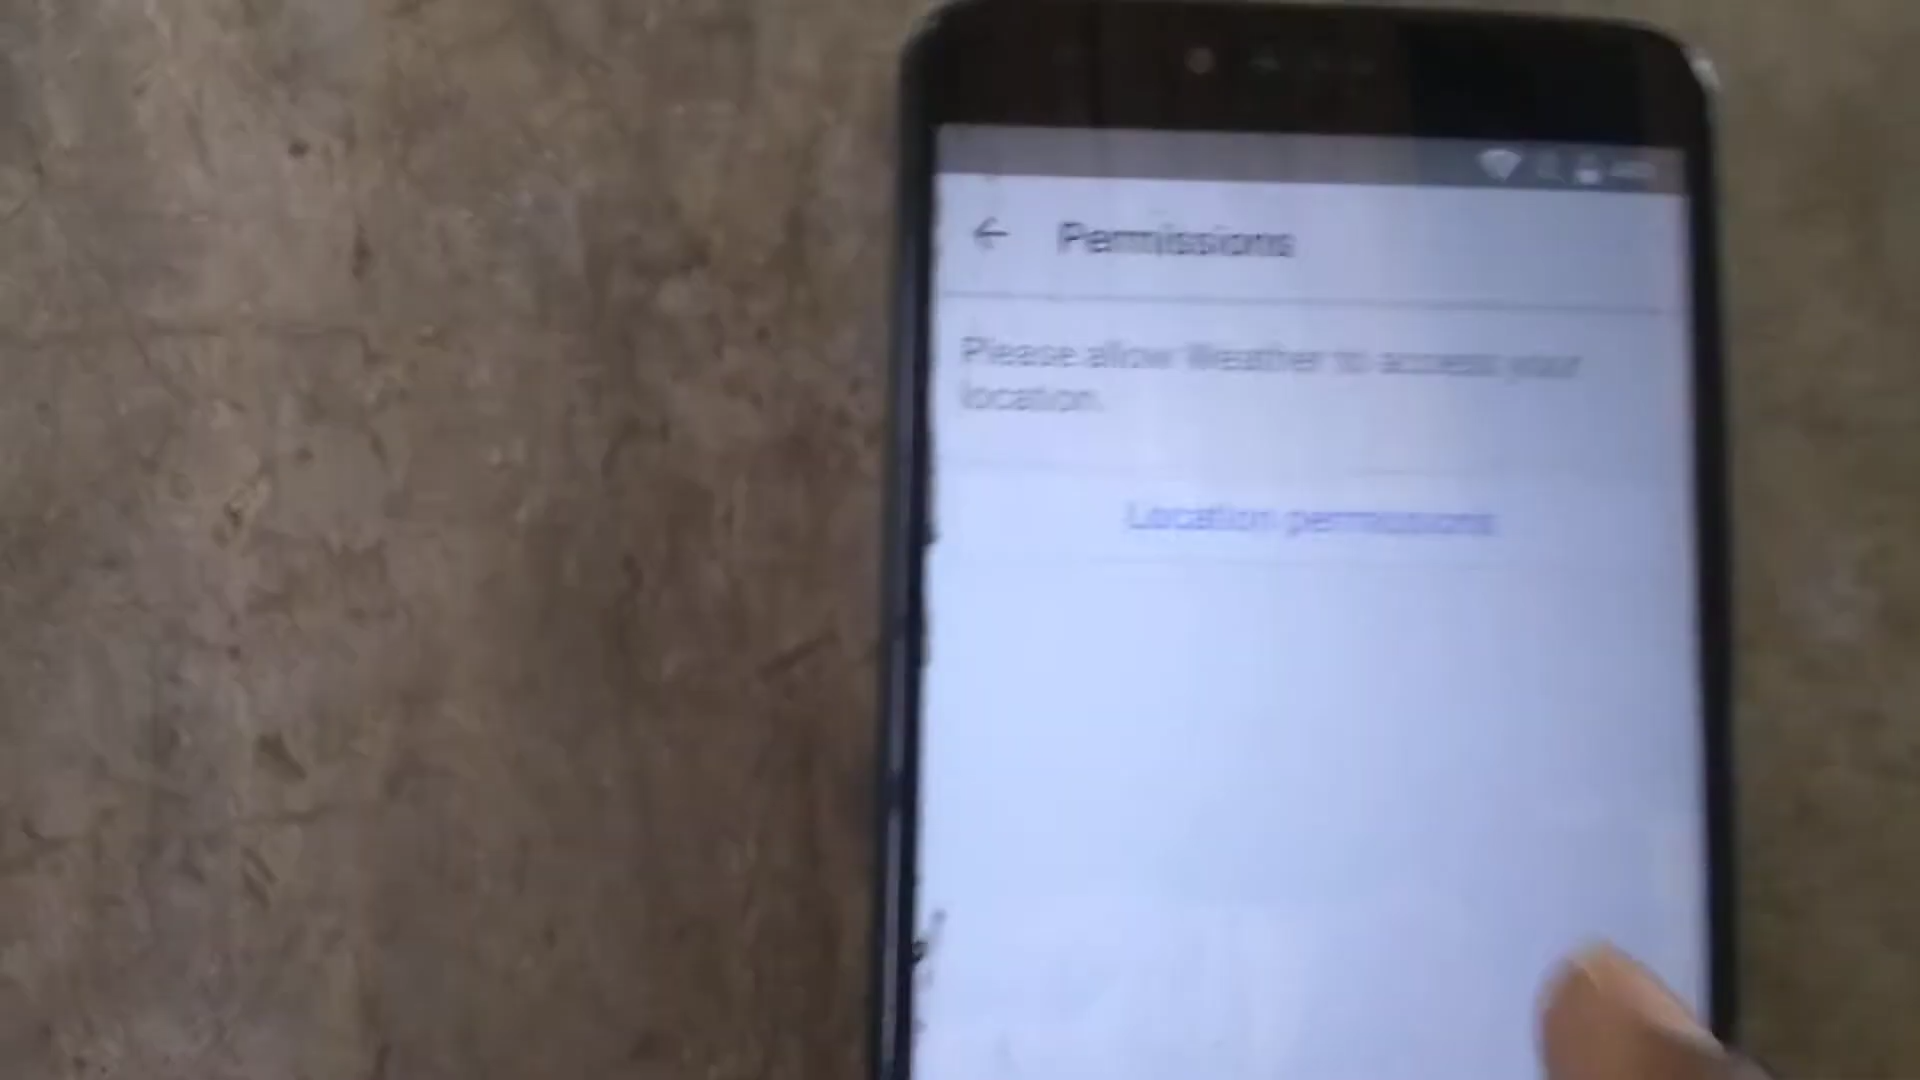 Permissions
Please allow Weather to access your
location.
Location permissions